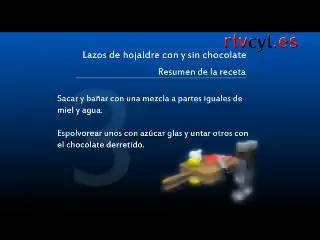 rtvcyl.es
Lazos de hojaldre con y sin chocolate
Resumen de la receta
3
Sacar y bañar con una mezcla a partes iguales de
miel y agua.
Espolvorear unos con azúcar glas y untar otros con
el chocolate derretido.